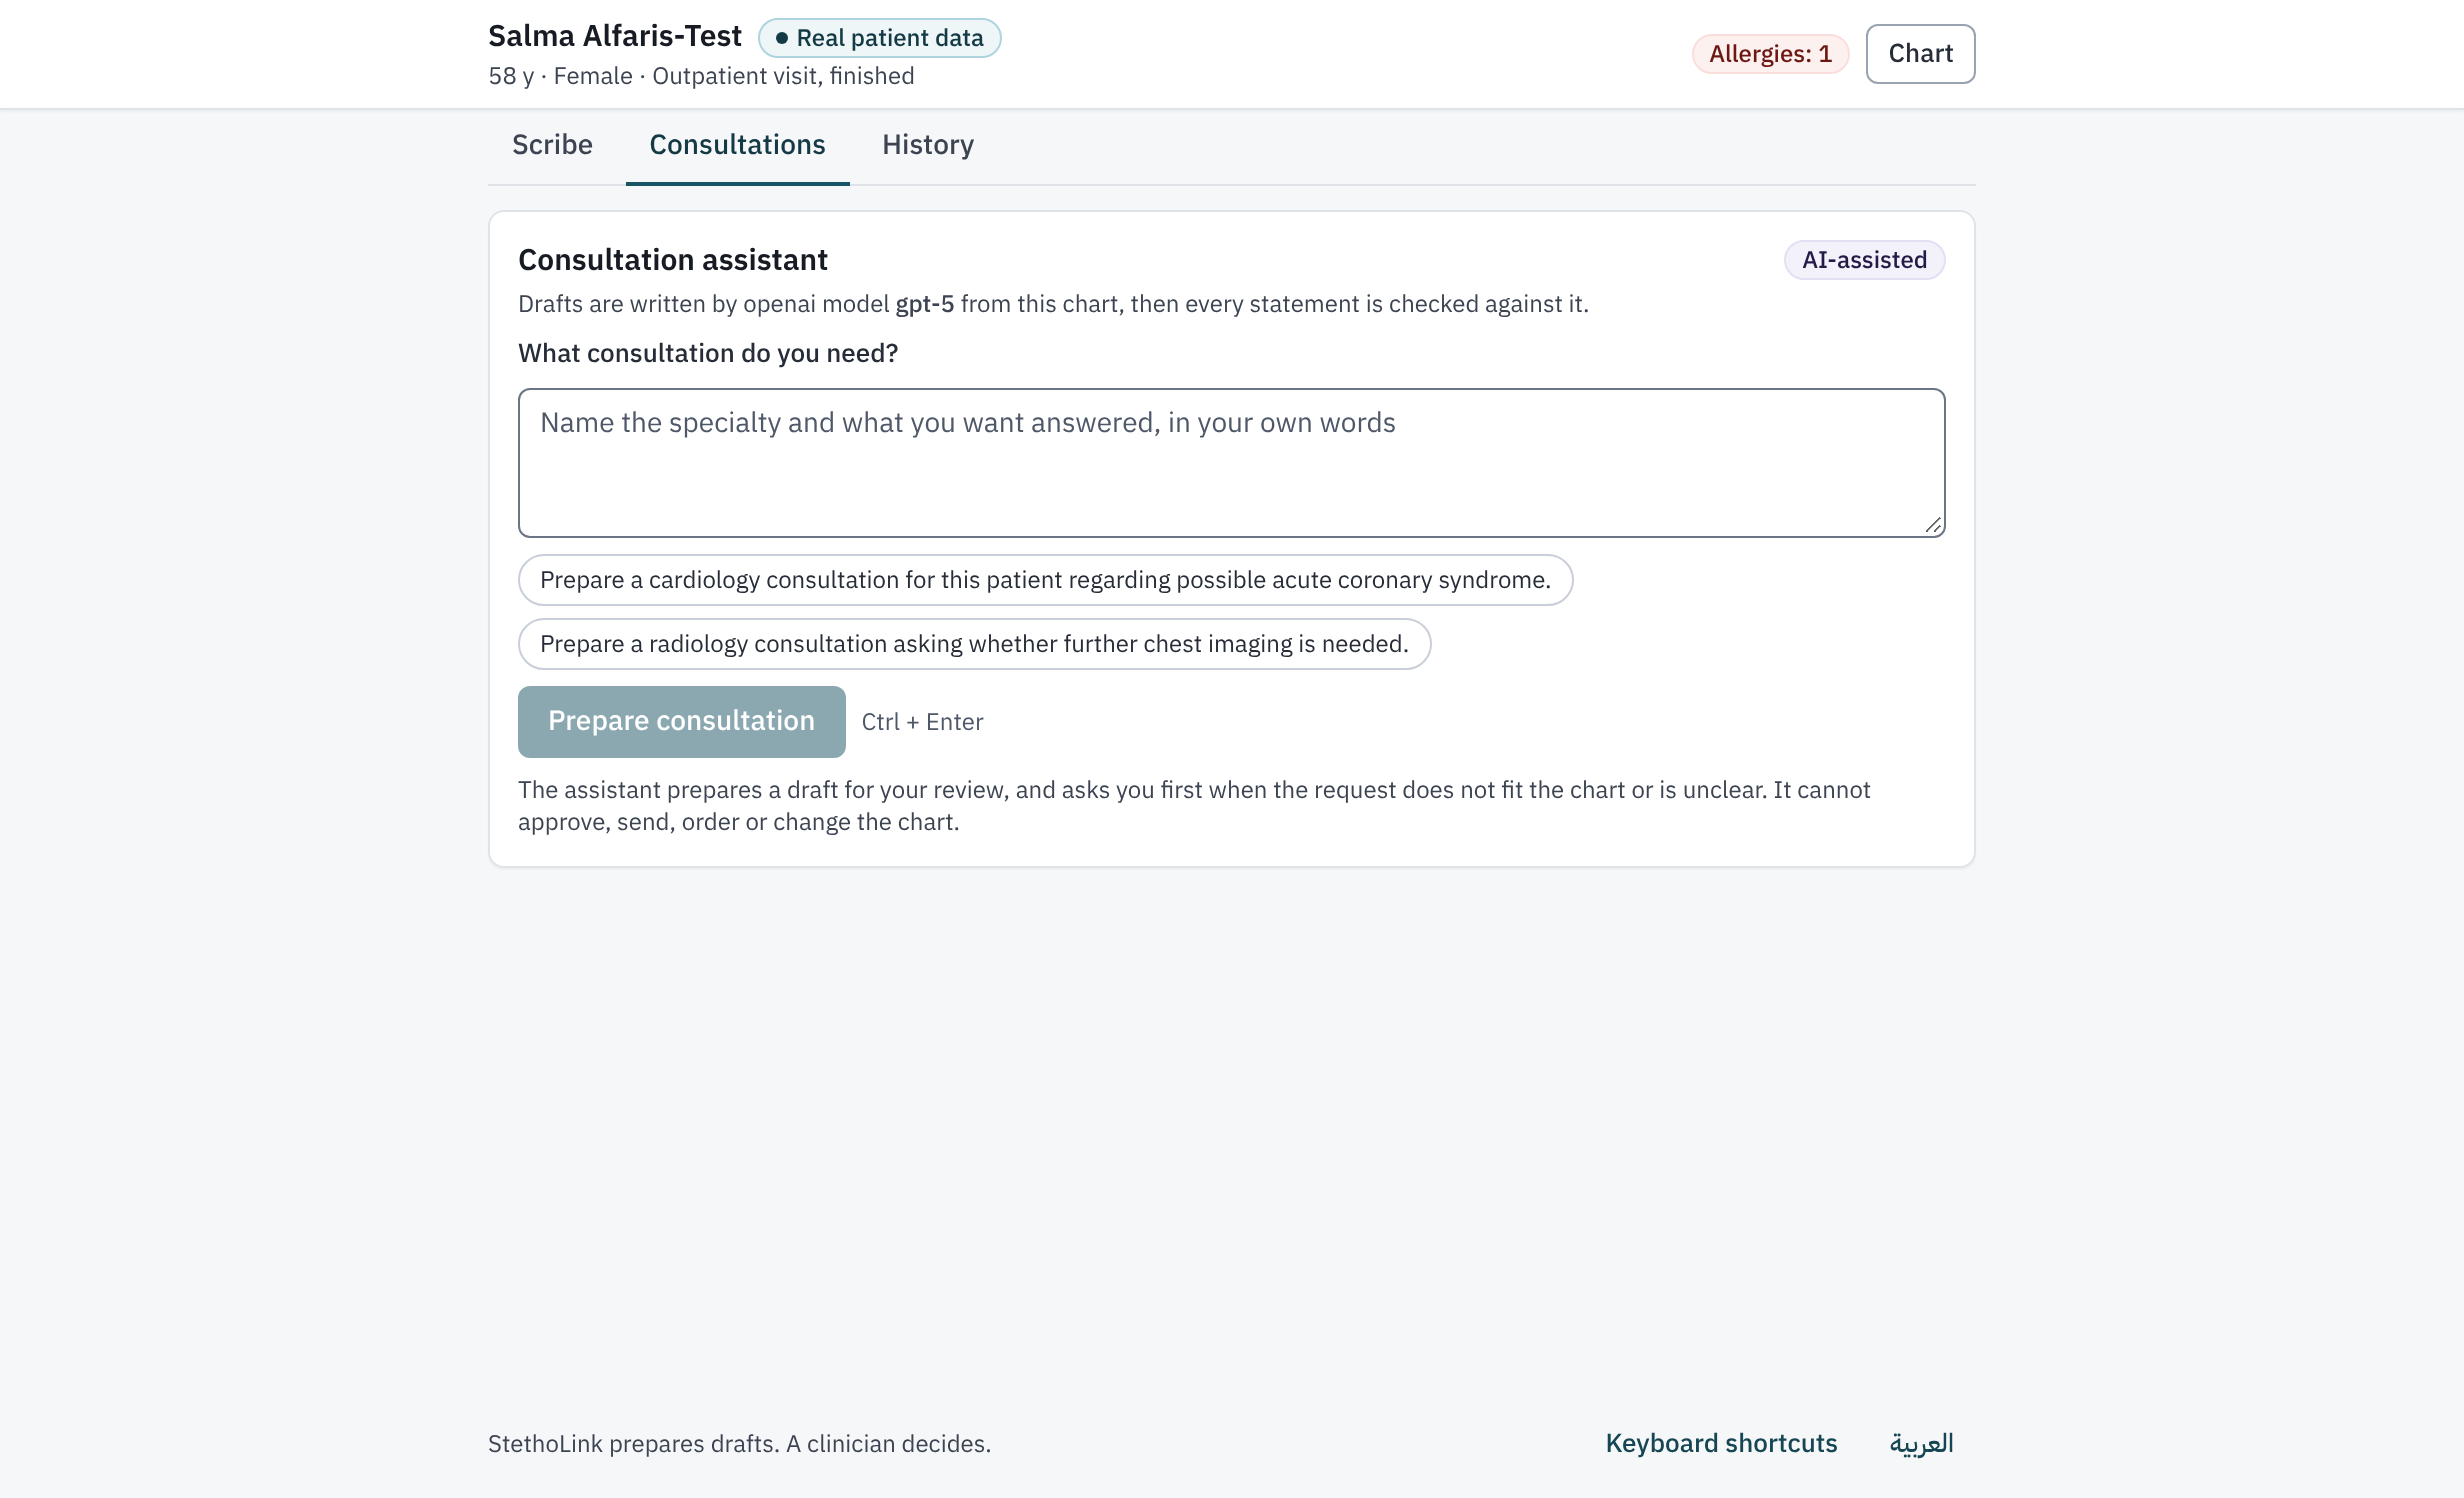 Salma Alfaris-Test
Real patient data
58 y · Female · Outpatient visit, finished
Allergies: 1
Chart
Scribe
Consultations
History
Consultation assistant
AI-assisted
Drafts are written by openai model gpt-5 from this chart, then every statement is checked against it.
What consultation do you need?
Name the specialty and what you want answered, in your own words
Prepare a cardiology consultation for this patient regarding possible acute coronary syndrome.
Prepare a radiology consultation asking whether further chest imaging is needed.
Prepare consultation
Ctrl + Enter
The assistant prepares a draft for your review, and asks you first when the request does not fit the chart or is unclear. It cannot
approve, send, order or change the chart.
StethoLink prepares drafts. A clinician decides.
Keyboard shortcuts
العربية